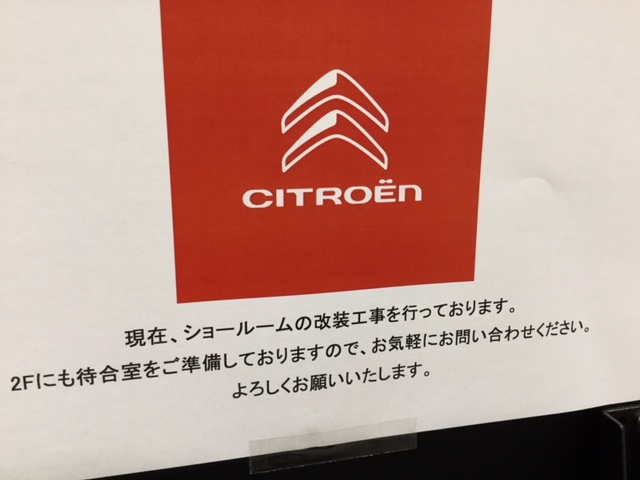 CITROËN
現在、ショールームの改装工事を行っております。
2Fにも待合室をご準備しておりますので、お気軽にお問い合わせください。
よろしくお願いいたします。